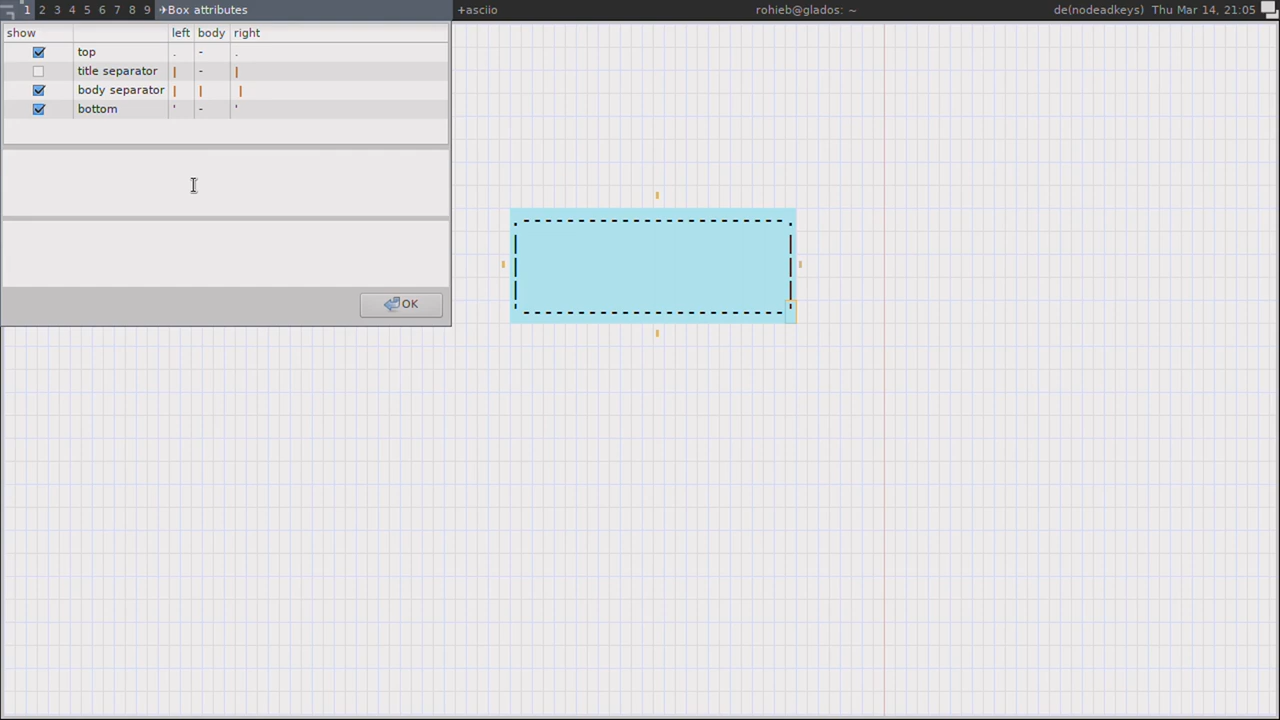 1 2 3 4 5 6 7 8 9 ✈Box attributes +asciio rohieb@glados: ~ de(nodeadkeys) Thu Mar 14, 21:05
show left body right
top . - .
title separator | - |
body separator | | |
bottom ' - '
OK
.------------------------.
| |
| |
| |
'------------------------'